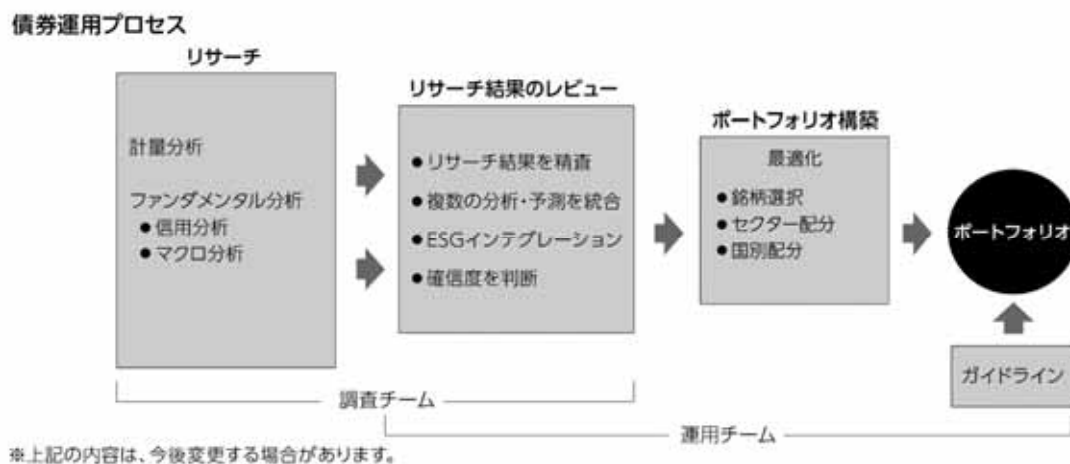 債券運用プロセス
リサーチ
計量分析
ファンダメンタル分析
●信用分析
●マクロ分析
リサーチ結果のレビュー
●リサーチ結果を精査
●複数の分析・予測を統合
●ESGインテグレーション
●確信度を判断
ポートフォリオ構築
最適化
●銘柄選択
●セクター配分
●国別配分
ポートフォリオ
ガイドライン
調査チーム
運用チーム
※上記の内容は、今後変更する場合があります。